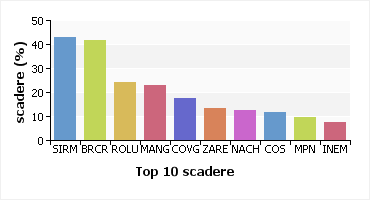 50
40
30
20
10
0
scadere (%)
SIRM BRCR ROLU MANG COVG ZARE NACH COS MPN INEM
Top 10 scadere